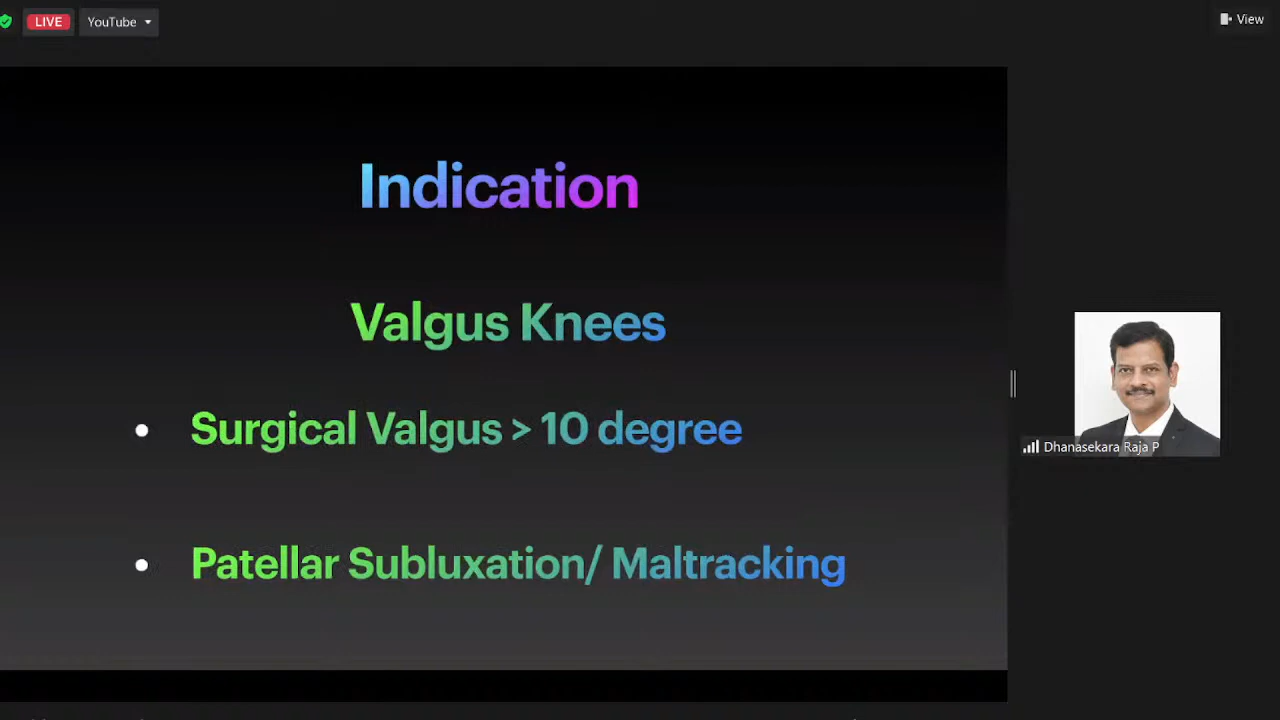 LIVE
YouTube
View
Indication
Valgus Knees
• Surgical Valgus > 10 degree
• Patellar Subluxation/ Maltracking
Dhanasekara Raja P